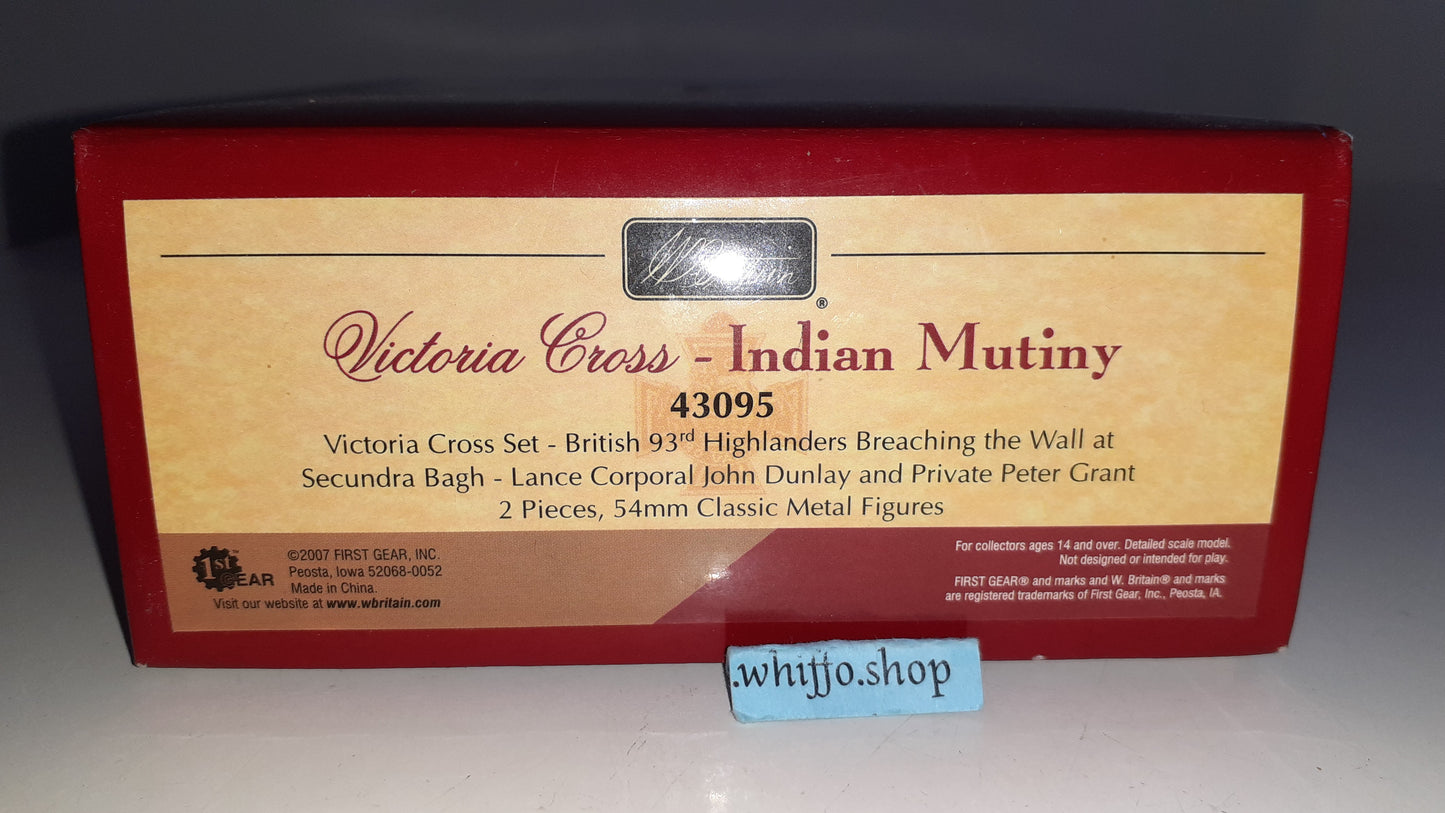 W Britain
®
Victoria Cross - Indian Mutiny
43095
Victoria Cross Set - British 93rd Highlanders Breaching the Wall at
Secundra Bagh - Lance Corporal John Dunlay and Private Peter Grant
2 Pieces, 54mm Classic Metal Figures
1st GEAR ™
©2007 FIRST GEAR, INC.
Peosta, Iowa 52068-0052
Made in China.
Visit our website at www.wbritain.com
For collectors ages 14 and over. Detailed scale model.
Not designed or intended for play.
FIRST GEAR® and marks and W. Britain® and marks
are registered trademarks of First Gear, Inc., Peosta, IA.
.whiffo.shop